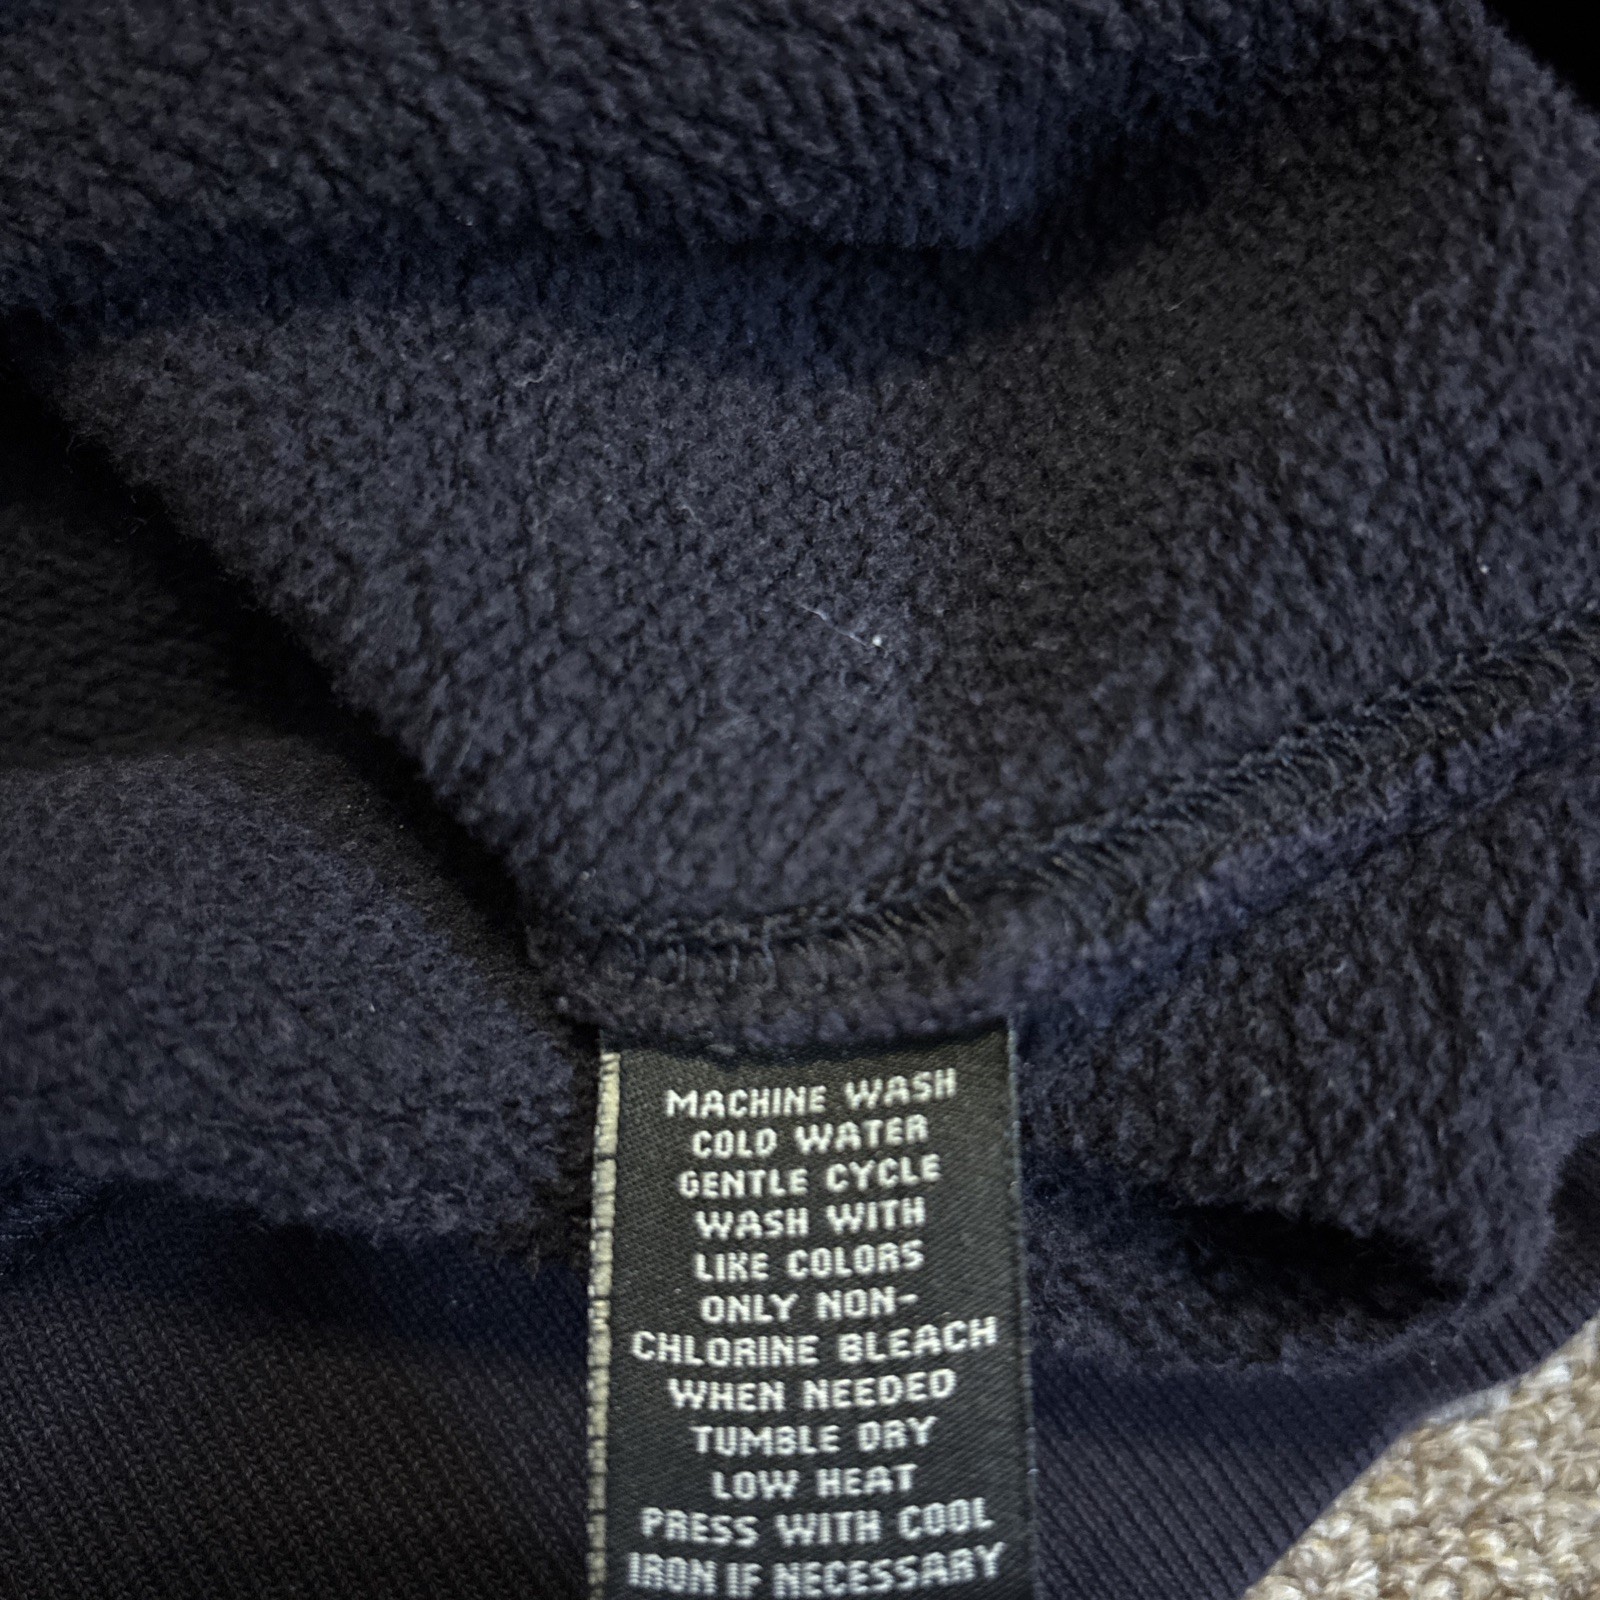 MACHINE WASH
COLD WATER
GENTLE CYCLE
WASH WITH
LIKE COLORS
ONLY NON-
CHLORINE BLEACH
WHEN NEEDED
TUMBLE DRY
LOW HEAT
PRESS WITH COOL
IRON IF NECESSARY